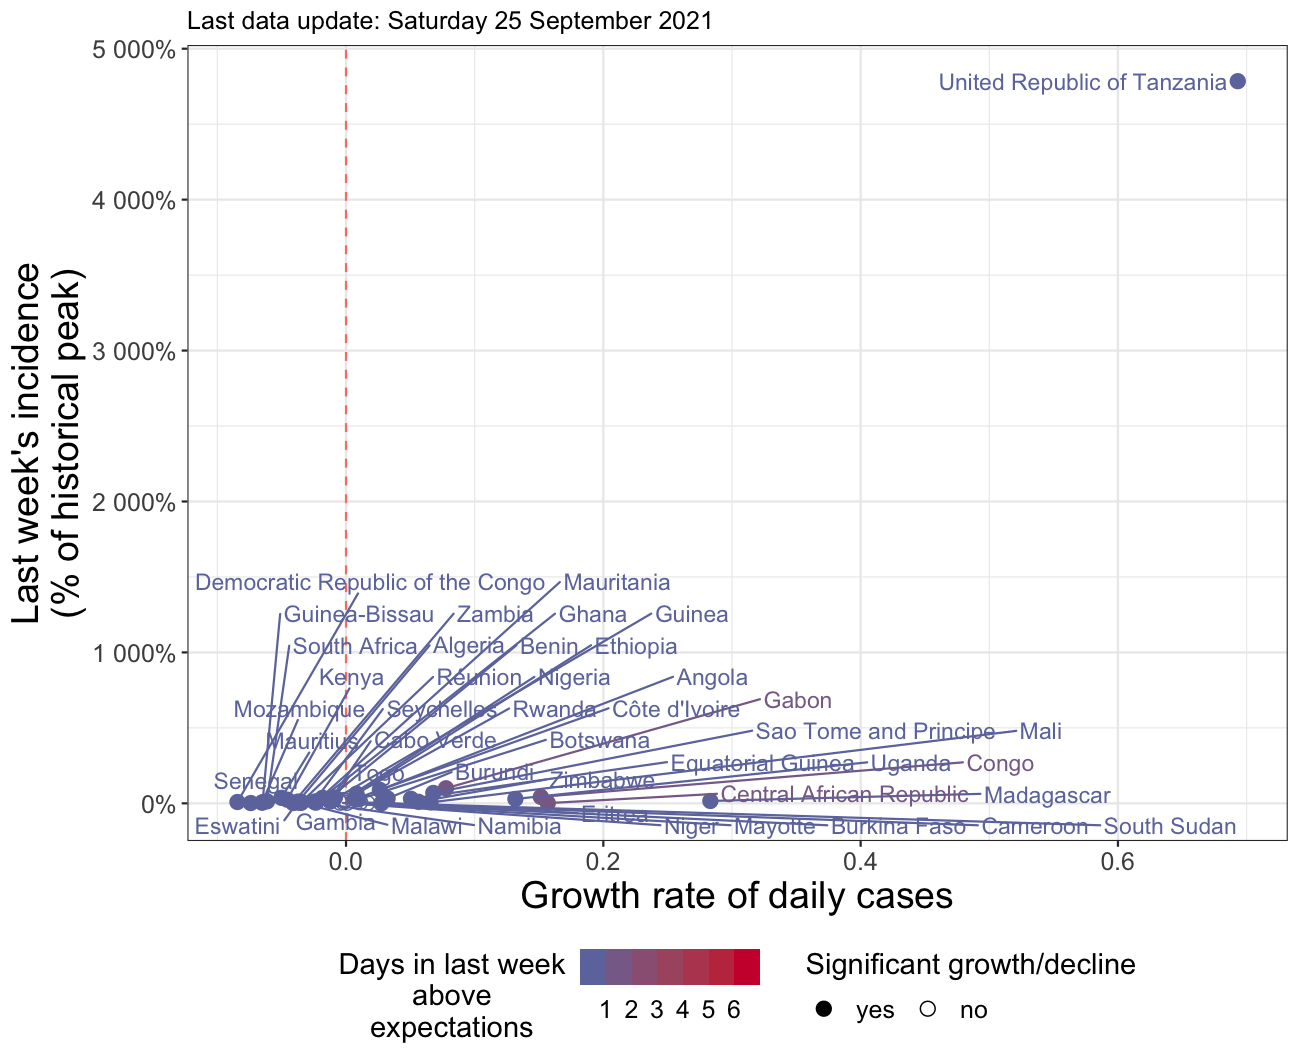 Last data update: Saturday 25 September 2021
5 000%
United Republic of Tanzania
4 000%
Last week's incidence
(% of historical peak)
3 000%
2 000%
Democratic Republic of the Congo Mauritania
Guinea-Bissau Zambia Ghana Guinea
1 000% South Africa Algeria Benin Ethiopia
Kenya Réunion Nigeria Angola
Gabon
Mozambique Seychelles Rwanda Côte d'Ivoire
Sao Tome and Principe Mali
Mauritius Cabo Verde Botswana
Equatorial Guinea Uganda Congo
Senegal Togo Burundi Zimbabwe
Central African Republic Madagascar
0%
Eritrea
Eswatini Gambia Malawi Namibia Niger Mayotte Burkina Faso Cameroon South Sudan
0.0 0.2 0.4 0.6
Growth rate of daily cases
Days in last week
above
expectations
1 2 3 4 5 6
Significant growth/decline
yes no